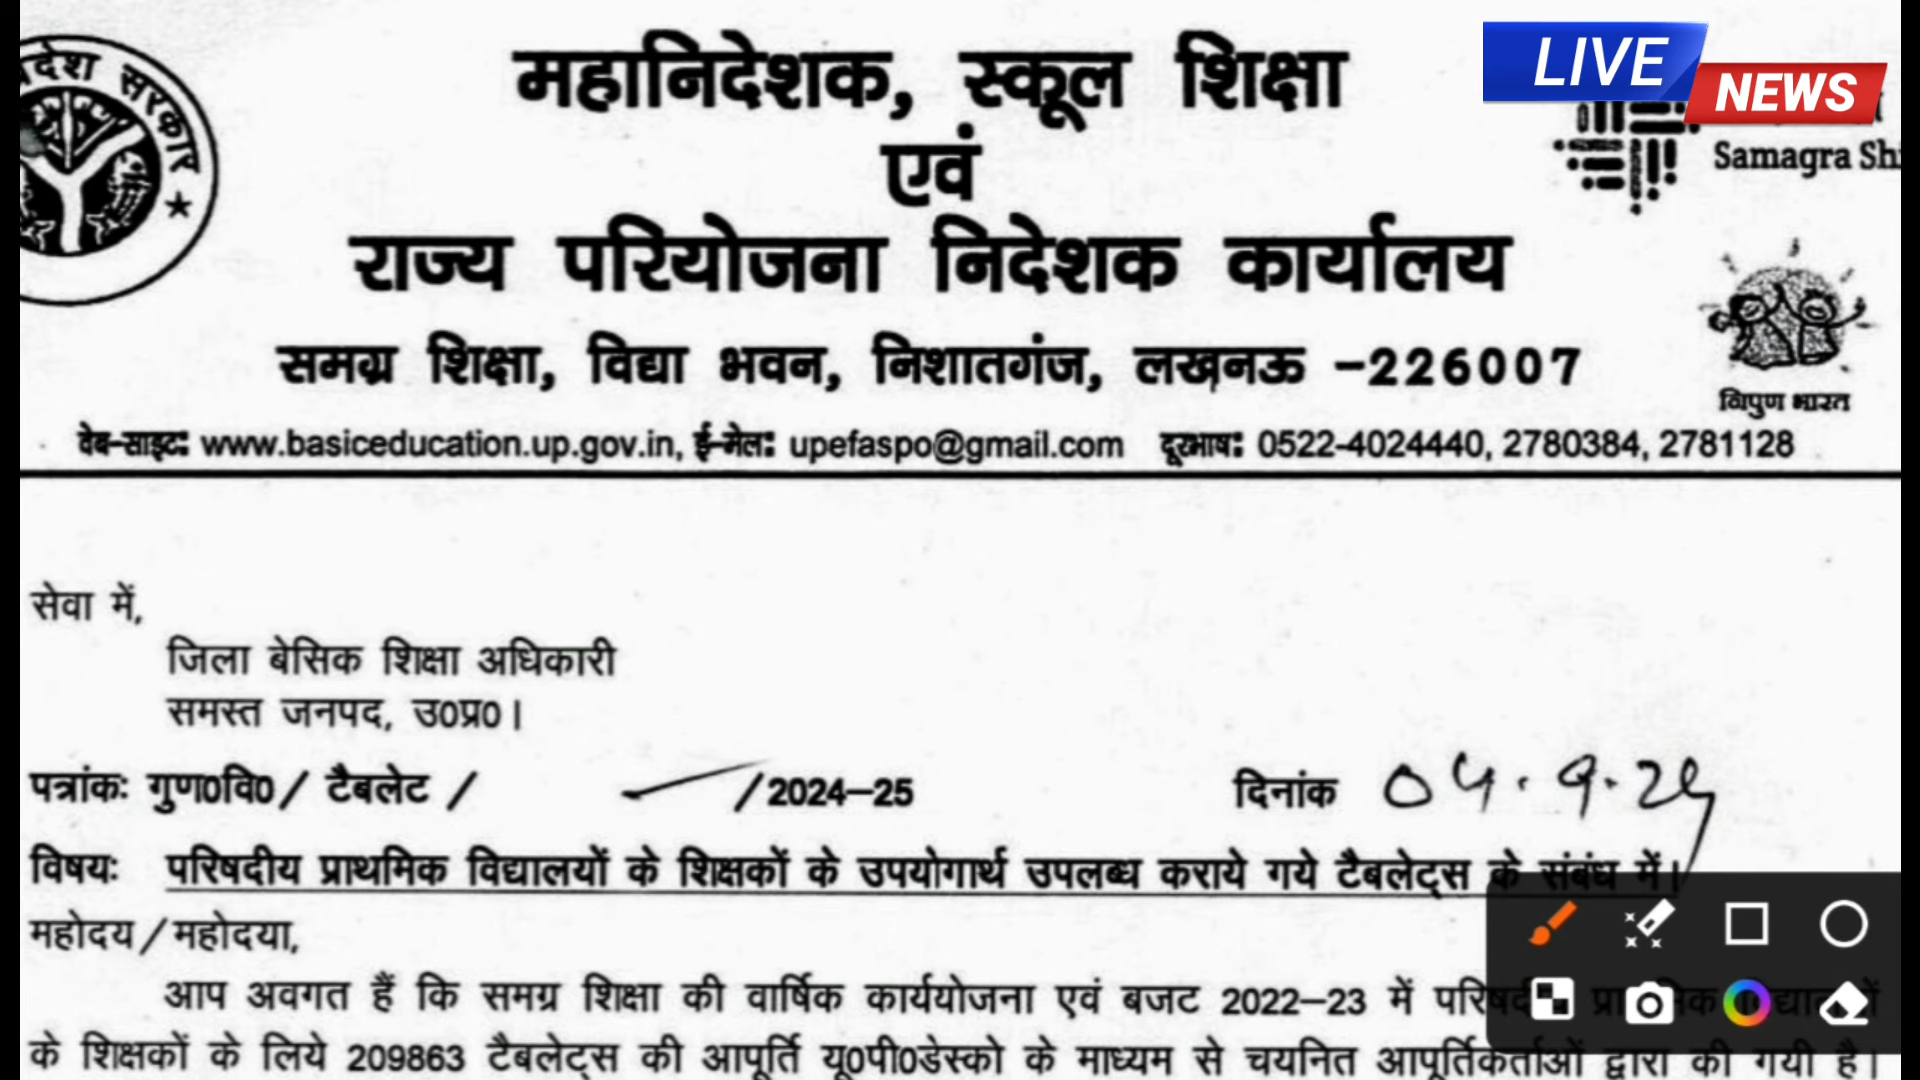 देश सरकार
महानिदेशक, स्कूल शिक्षा
LIVE
NEWS
एवं
Samagra Shi
राज्य परियोजना निदेशक कार्यालय
समग्र शिक्षा, विद्या भवन, निशातगंज, लखनऊ -226007
निपुण भारत
वेब-साइट: www.basiceducation.up.gov.in, ई-मेल: upefaspo@gmail.com दूरभाष: 0522-4024440, 2780384, 2781128
सेवा में,
जिला बेसिक शिक्षा अधिकारी
समस्त जनपद, उ0प्र0।
पत्रांकः गुण0वि0/ टैबलेट / /2024-25 दिनांक 04.9.24
विषयः परिषदीय प्राथमिक विद्यालयों के शिक्षकों के उपयोगार्थ उपलब्ध कराये गये टैबलेट्स के संबंध में।
महोदय/महोदया,
आप अवगत हैं कि समग्र शिक्षा की वार्षिक कार्ययोजना एवं बजट 2022-23 में
के शिक्षकों के लिये 209863 टैबलेट्स की आपूर्ति यू0पी0डेस्को के माध्यम से चयनित आपूर्तिकर्ताओं द्वारा की गयी है।